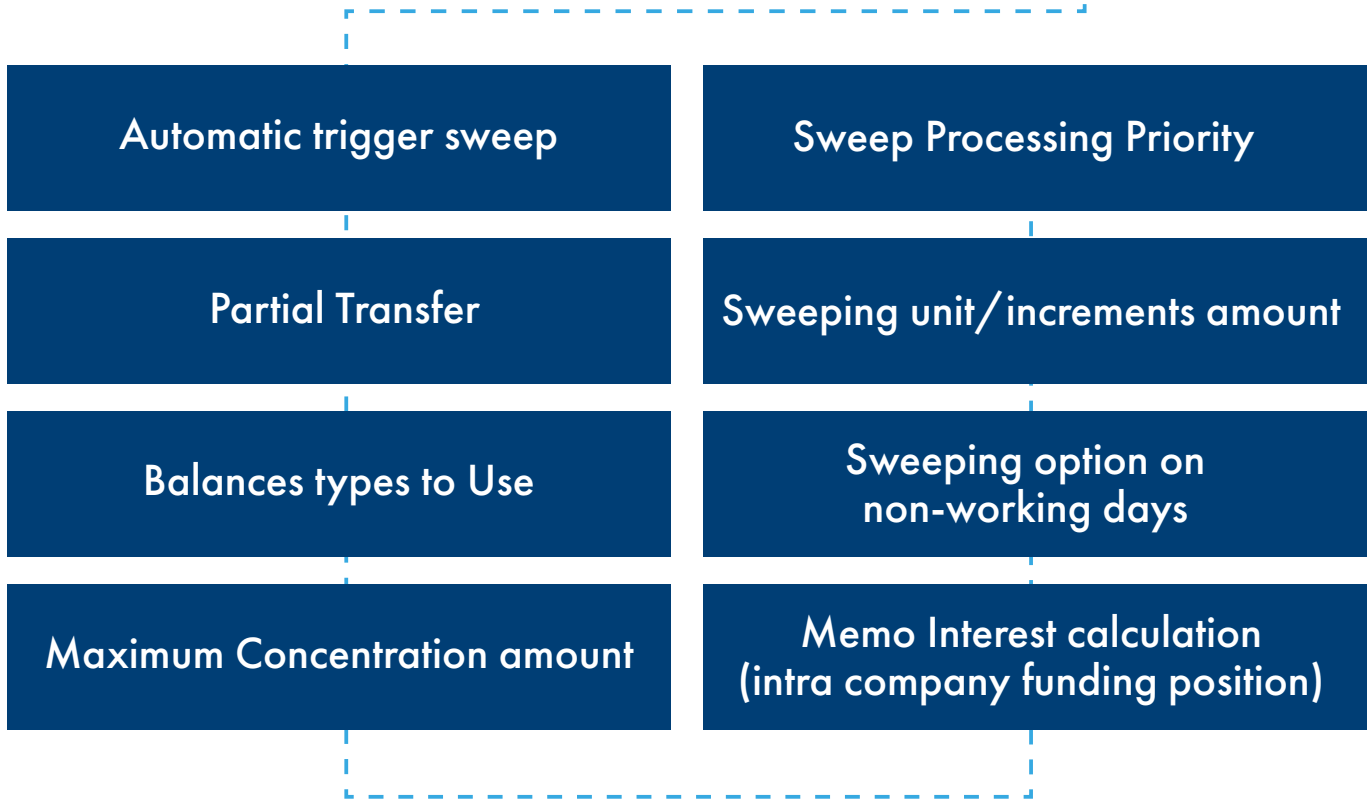 Automatic trigger sweep
Sweep Processing Priority
Partial Transfer
Sweeping unit/increments amount
Balances types to Use
Sweeping option on
non-working days
Maximum Concentration amount
Memo Interest calculation
(intra company funding position)